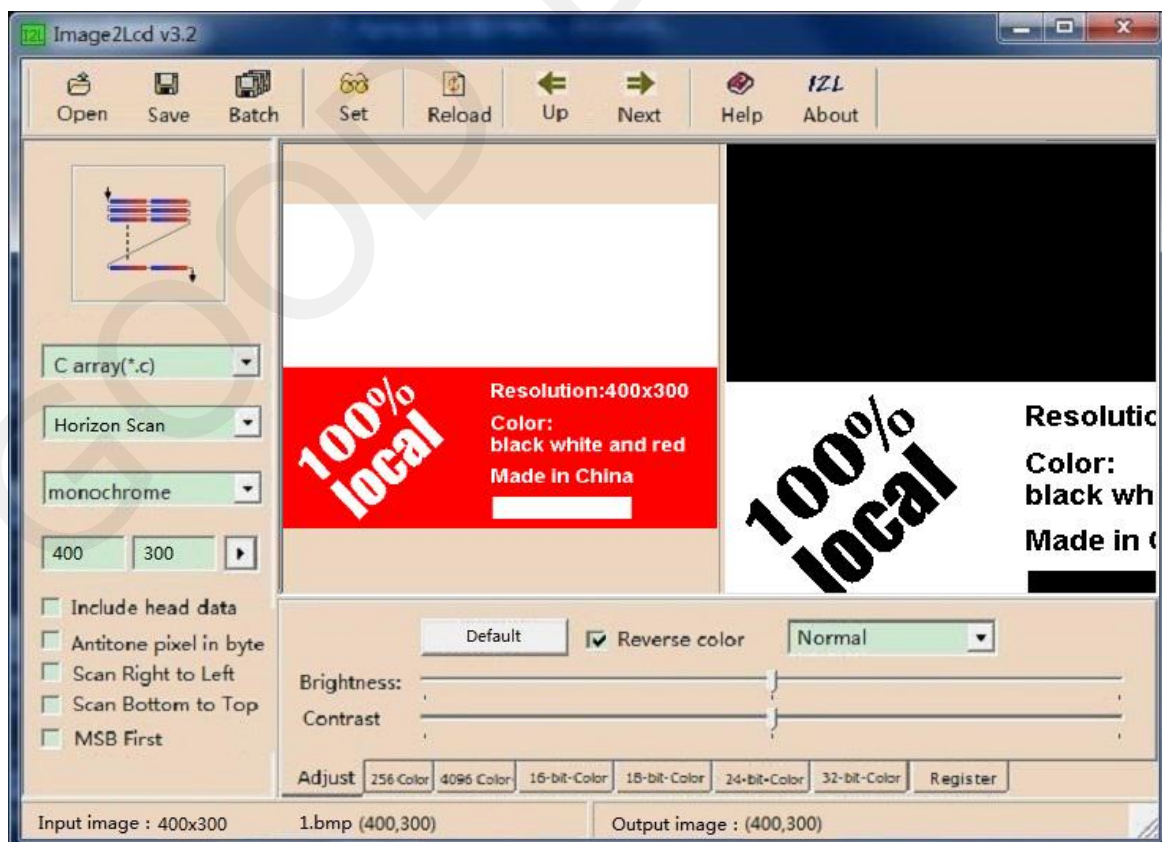 I2L Image2Lcd v3.2
Open Save Batch Set Reload Up Next Help I2L About
C array(*.c)
Horizon Scan
monochrome
400 300
Include head data
Antitone pixel in byte
Scan Right to Left
Scan Bottom to Top
MSB First
100%
local
Resolution:400x300
Color:
black white and red
Made in China
100%
local
Resolutic
Color:
black wh
Made in
Default Reverse color Normal
Brightness:
Contrast
Adjust 256 Color 4096 Color 16-bit-Color 18-bit-Color 24-bit-Color 32-bit-Color Register
Input image : 400x300 1.bmp (400,300) Output image : (400,300)
GOOD